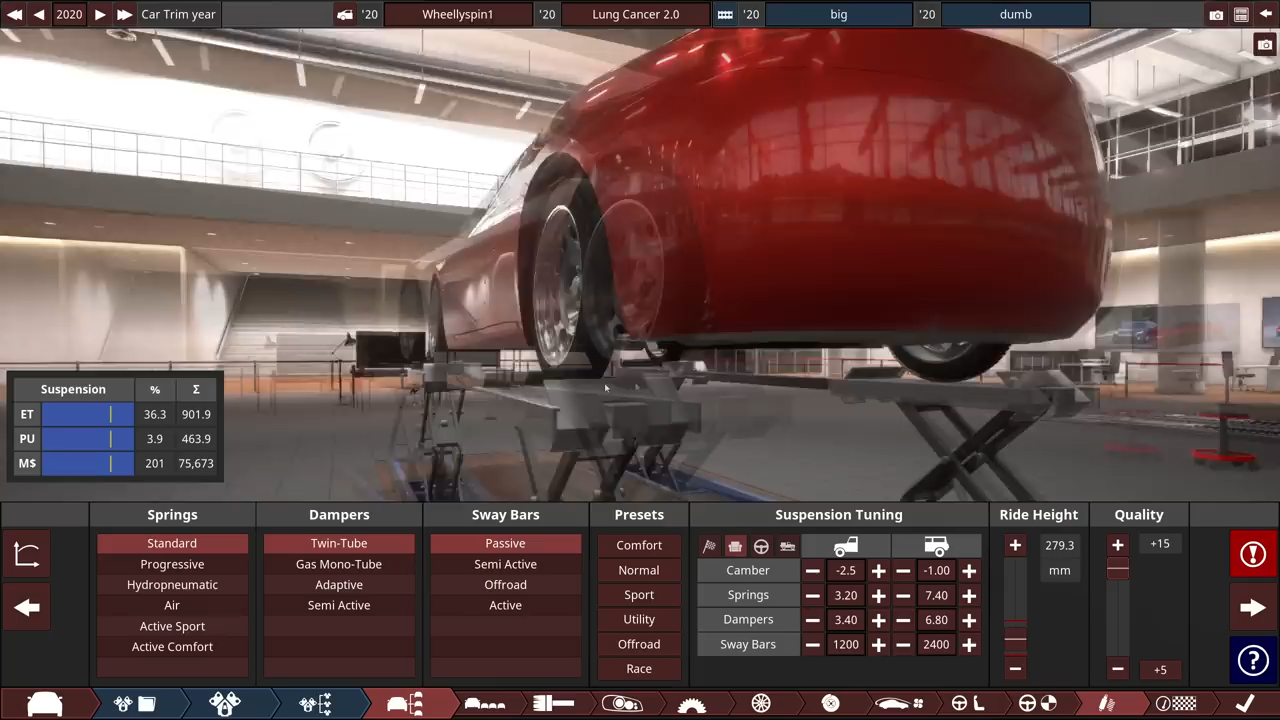 2020 Car Trim year '20 Wheellyspin1 '20 Lung Cancer 2.0 '20 big '20 dumb
Suspension % Σ
ET 36.3 901.9
PU 3.9 463.9
M$ 201 75,673
Springs
Standard
Progressive
Hydropneumatic
Air
Active Sport
Active Comfort
Dampers
Twin-Tube
Gas Mono-Tube
Adaptive
Semi Active
Sway Bars
Passive
Semi Active
Offroad
Active
Presets
Comfort
Normal
Sport
Utility
Offroad
Race
Suspension Tuning
Camber − -2.5 + − -1.00 +
Springs − 3.20 + − 7.40 +
Dampers − 3.40 + − 6.80 +
Sway Bars − 1200 + − 2400 +
Ride Height
+ 279.3
mm
−
Quality
+ +15
− +5